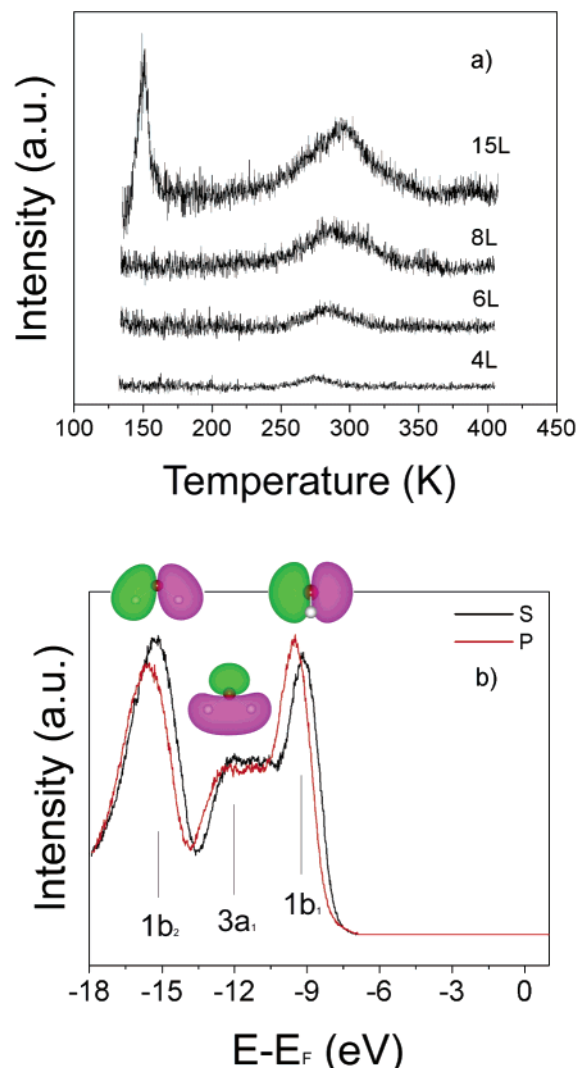 a)
15L
8L
6L
4L
Intensity (a.u.)
100 150 200 250 300 350 400 450
Temperature (K)
S
P
b)
1b₂
3a₁
1b₁
Intensity (a.u.)
-18 -15 -12 -9 -6 -3 0
E-E_F (eV)